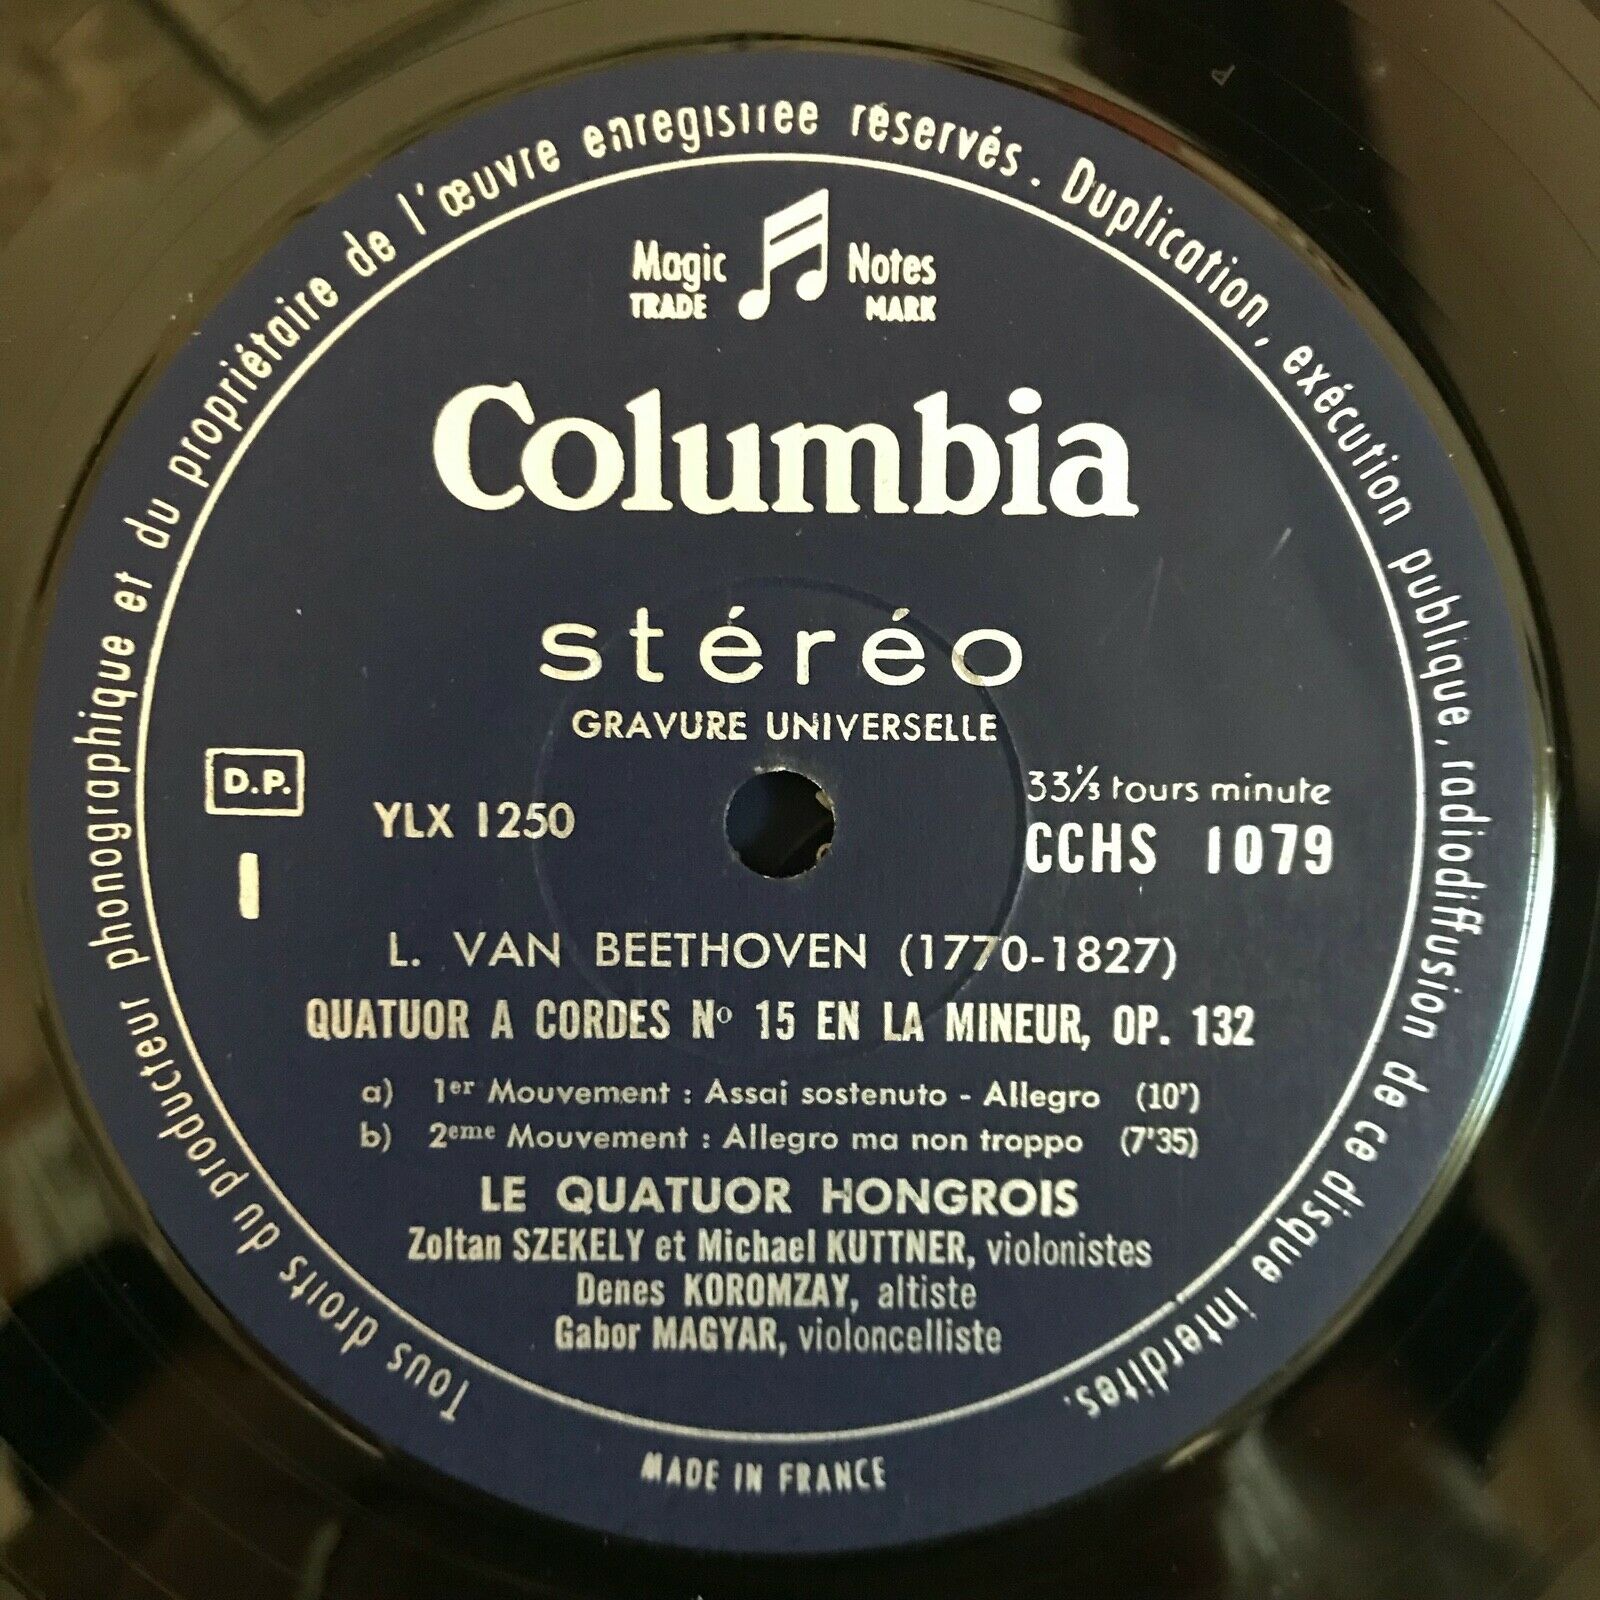 Tous droits du producteur phonographique et du propriétaire de l'œuvre enregistrée réservés. Duplication, exécution publique, radiodiffusion de ce disque interdites.
Magic Notes
TRADE MARK
Columbia
stéréo
GRAVURE UNIVERSELLE
D.P.
YLX 1250
33⅓ tours minute
CCHS 1079
1
L. VAN BEETHOVEN (1770-1827)
QUATUOR A CORDES Nº 15 EN LA MINEUR, OP. 132
a) 1er Mouvement : Assai sostenuto - Allegro (10')
b) 2eme Mouvement : Allegro ma non troppo (7'35)
LE QUATUOR HONGROIS
Zoltan SZEKELY et Michael KUTTNER, violonistes
Denes KOROMZAY, altiste
Gabor MAGYAR, violoncelliste
MADE IN FRANCE
P